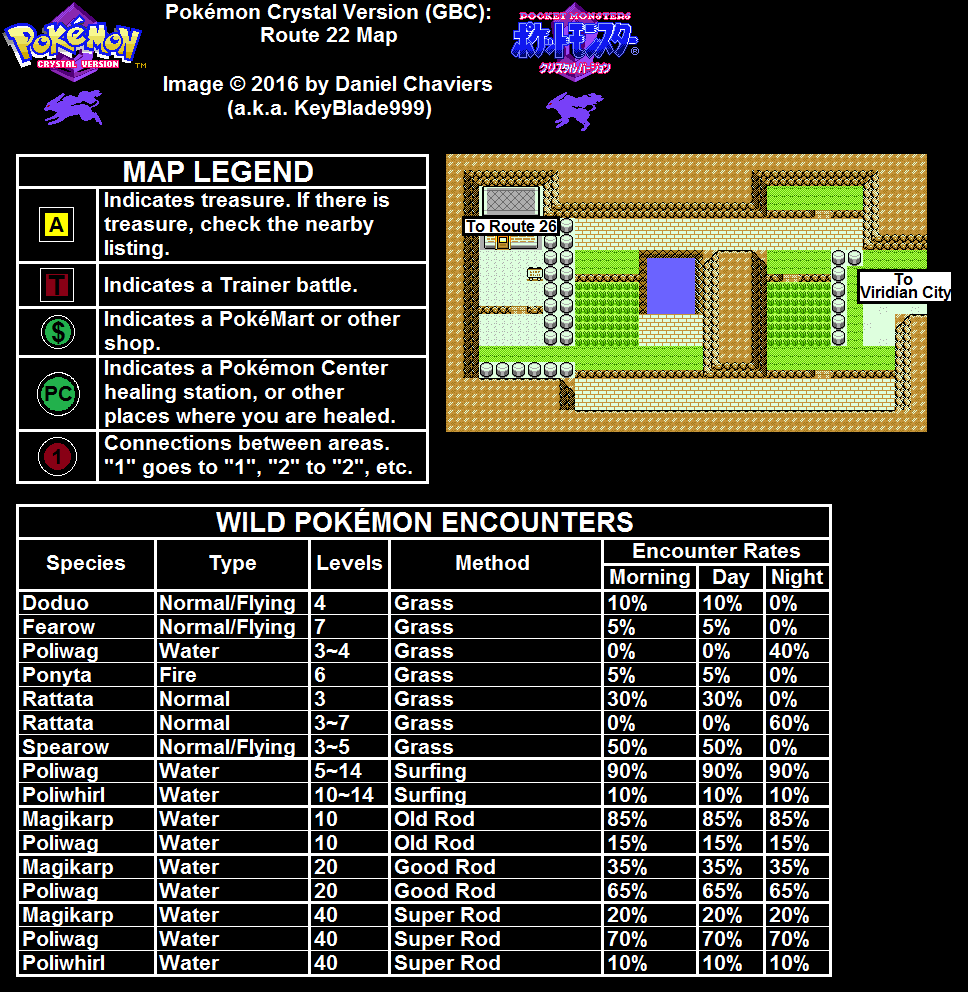 Pokémon Crystal Version (GBC):
Route 22 Map
Image © 2016 by Daniel Chaviers
(a.k.a. KeyBlade999)
POKéMON
CRYSTAL VERSION TM
POCKET MONSTERS
ポケットモンスター ®
クリスタルバージョン
MAP LEGEND
A Indicates treasure. If there is
treasure, check the nearby
listing.
T Indicates a Trainer battle.
$ Indicates a PokéMart or other
shop.
PC Indicates a Pokémon Center
healing station, or other
places where you are healed.
1 Connections between areas.
"1" goes to "1", "2" to "2", etc.
To Route 26
To
Viridian City
WILD POKÉMON ENCOUNTERS
Species Type Levels Method Encounter Rates
Morning Day Night
Doduo Normal/Flying 4 Grass 10% 10% 0%
Fearow Normal/Flying 7 Grass 5% 5% 0%
Poliwag Water 3~4 Grass 0% 0% 40%
Ponyta Fire 6 Grass 5% 5% 0%
Rattata Normal 3 Grass 30% 30% 0%
Rattata Normal 3~7 Grass 0% 0% 60%
Spearow Normal/Flying 3~5 Grass 50% 50% 0%
Poliwag Water 5~14 Surfing 90% 90% 90%
Poliwhirl Water 10~14 Surfing 10% 10% 10%
Magikarp Water 10 Old Rod 85% 85% 85%
Poliwag Water 10 Old Rod 15% 15% 15%
Magikarp Water 20 Good Rod 35% 35% 35%
Poliwag Water 20 Good Rod 65% 65% 65%
Magikarp Water 40 Super Rod 20% 20% 20%
Poliwag Water 40 Super Rod 70% 70% 70%
Poliwhirl Water 40 Super Rod 10% 10% 10%